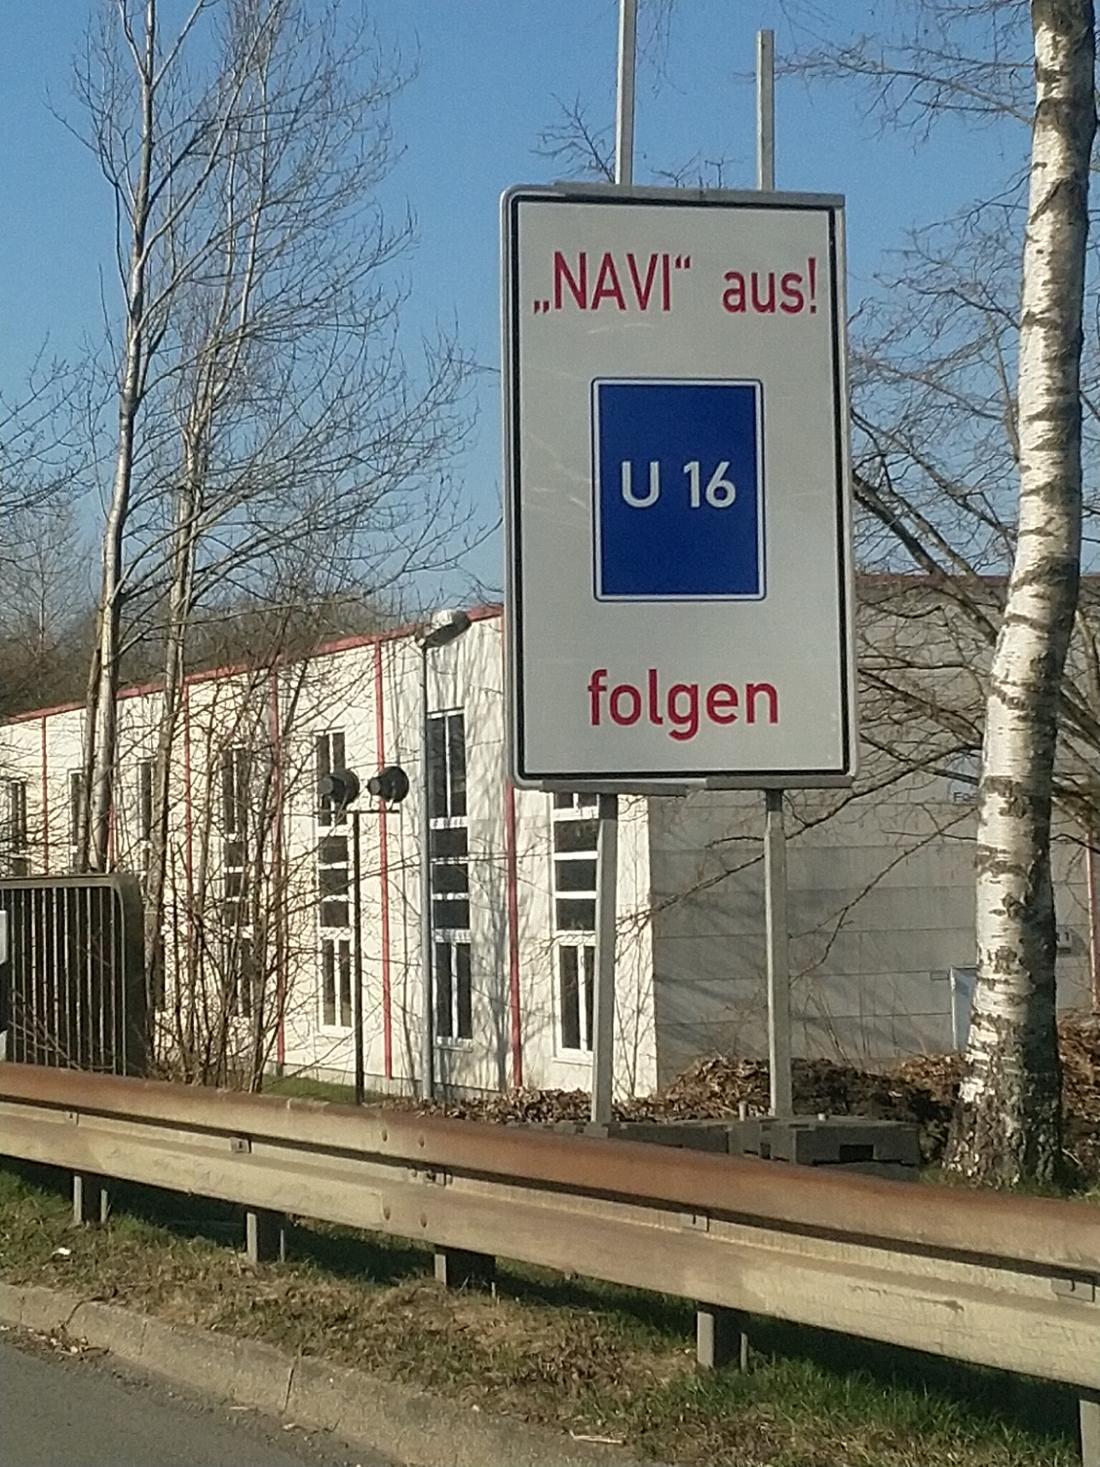 „NAVI“ aus!
U 16
folgen